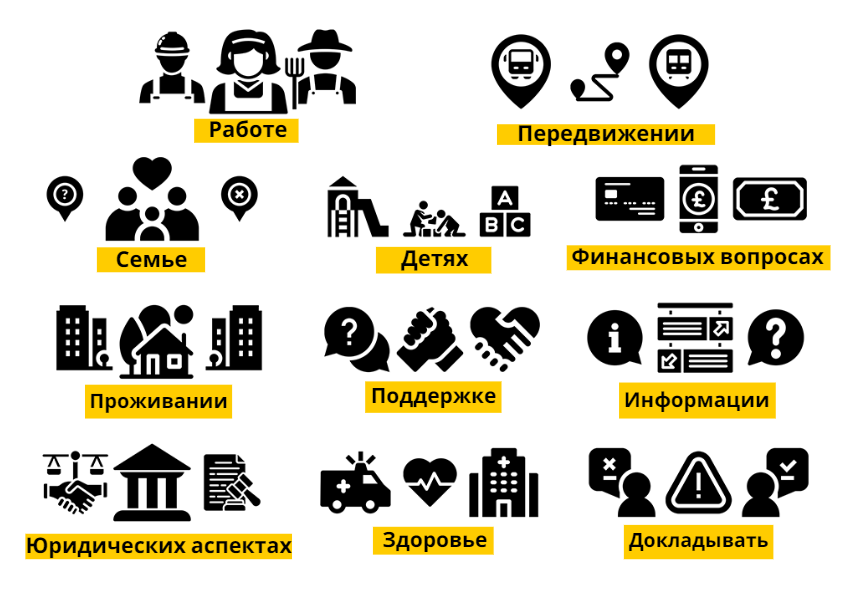 Работе
Передвижении
? ×
Семье
A
B C
Детях
£ £
Финансовых вопросах
Проживании
?
Поддержке
i ?
Информации
Юридических аспектах
Здоровье
!
Докладывать